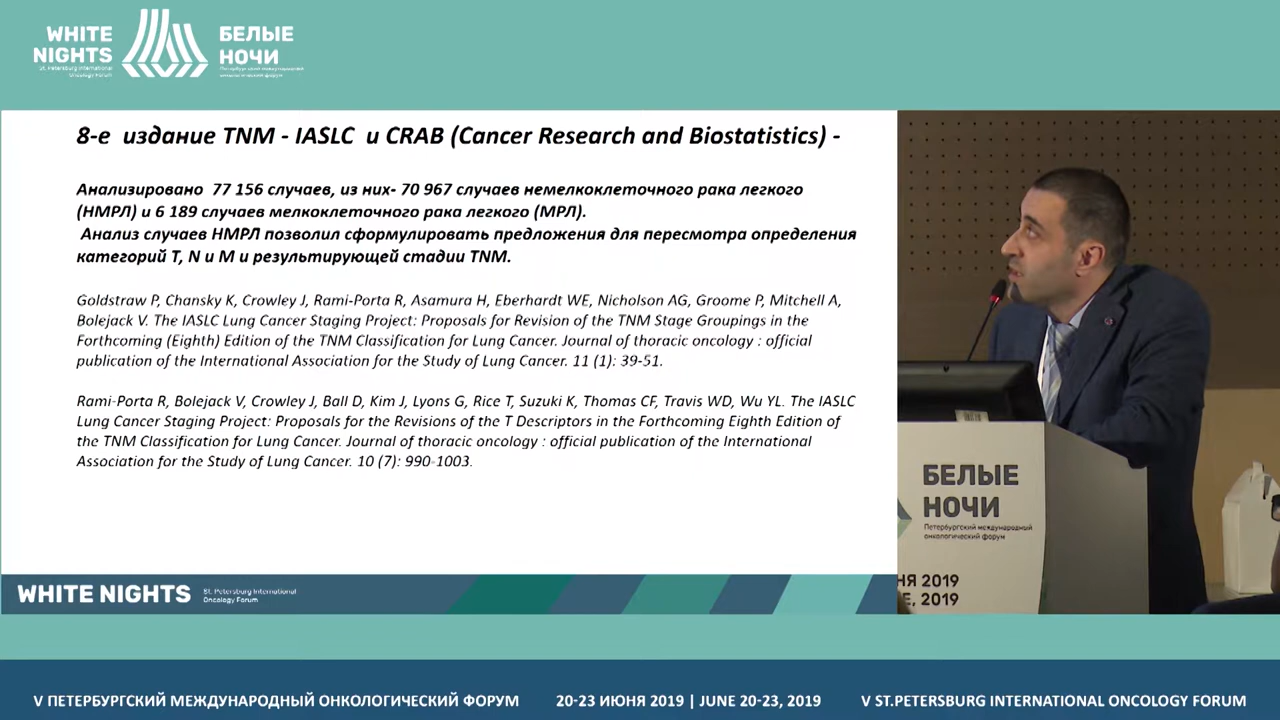 WHITE
NIGHTS
St. Petersburg International
Oncology Forum
БЕЛЫЕ
НОЧИ
Петербургский международный
онкологический форум
8-е издание TNM - IASLC и CRAB (Cancer Research and Biostatistics) -
Анализировано 77 156 случаев, из них- 70 967 случаев немелкоклеточного рака легкого
(НМРЛ) и 6 189 случаев мелкоклеточного рака легкого (МРЛ).
Анализ случаев НМРЛ позволил сформулировать предложения для пересмотра определения
категорий T, N и M и результирующей стадии TNM.
Goldstraw P, Chansky K, Crowley J, Rami-Porta R, Asamura H, Eberhardt WE, Nicholson AG, Groome P, Mitchell A,
Bolejack V. The IASLC Lung Cancer Staging Project: Proposals for Revision of the TNM Stage Groupings in the
Forthcoming (Eighth) Edition of the TNM Classification for Lung Cancer. Journal of thoracic oncology : official
publication of the International Association for the Study of Lung Cancer. 11 (1): 39-51.
Rami-Porta R, Bolejack V, Crowley J, Ball D, Kim J, Lyons G, Rice T, Suzuki K, Thomas CF, Travis WD, Wu YL. The IASLC
Lung Cancer Staging Project: Proposals for the Revisions of the T Descriptors in the Forthcoming Eighth Edition of
the TNM Classification for Lung Cancer. Journal of thoracic oncology : official publication of the International
Association for the Study of Lung Cancer. 10 (7): 990-1003.
WHITE NIGHTS
St. Petersburg International
Oncology Forum
БЕЛЫЕ
НОЧИ
Петербургский международный
онкологический форум
НЯ 2019
E, 2019
V ПЕТЕРБУРГСКИЙ МЕЖДУНАРОДНЫЙ ОНКОЛОГИЧЕСКИЙ ФОРУМ
20-23 ИЮНЯ 2019 | JUNE 20-23, 2019
V ST.PETERSBURG INTERNATIONAL ONCOLOGY FORUM